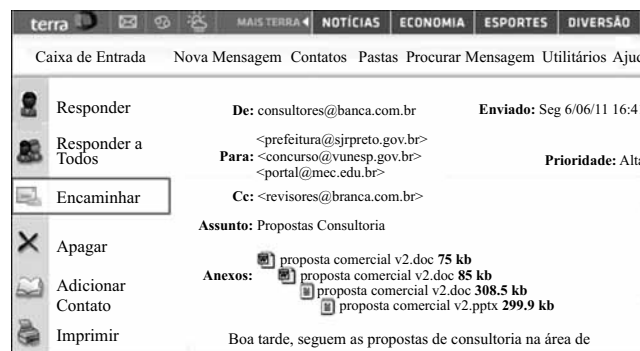 terra MAIS TERRA NOTÍCIAS ECONOMIA ESPORTES DIVERSÃO
Caixa de Entrada Nova Mensagem Contatos Pastas Procurar Mensagem Utilitários Ajud
Responder
De: consultores@banca.com.br Enviado: Seg 6/06/11 16:4
Responder a
Todos
<prefeitura@sjrpreto.gov.br>
Para: <concurso@vunesp.gov.br> Prioridade: Alta
<portal@mec.edu.br>
Encaminhar
Cc: <revisores@branca.com.br>
Assunto: Propostas Consultoria
Apagar
Anexos: proposta comercial v2.doc 75 kb
proposta comercial v2.doc 85 kb
proposta comercial v2.doc 308.5 kb
proposta comercial v2.pptx 299.9 kb
Adicionar
Contato
Imprimir
Boa tarde, seguem as propostas de consultoria na área de